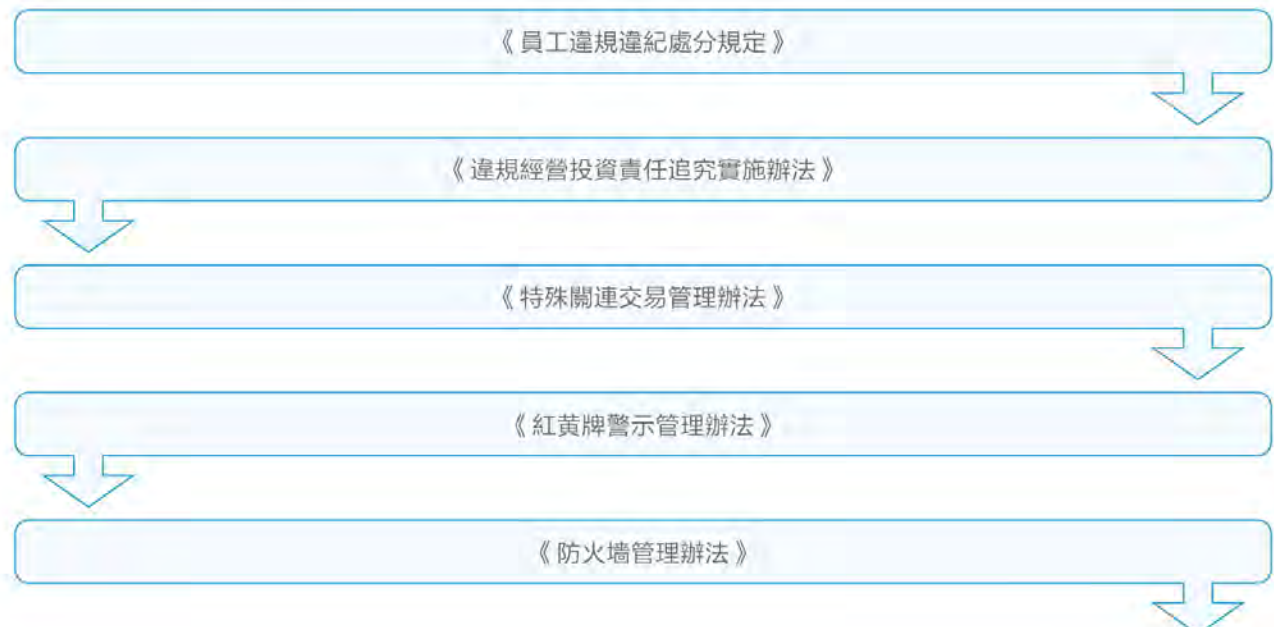 《員工違規違紀處分規定》
《違規經營投資責任追究實施辦法》
《特殊關連交易管理辦法》
《紅黄牌警示管理辦法》
《防火墙管理辦法》